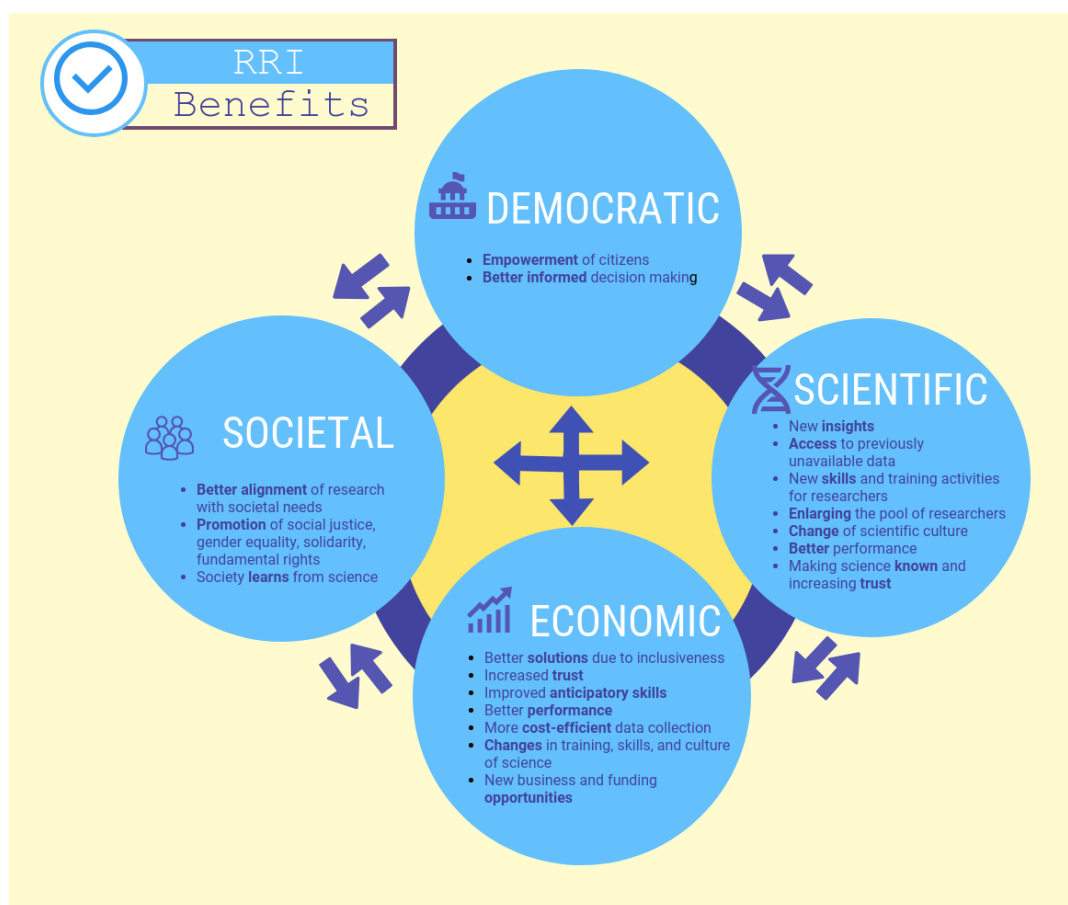 RRI
Benefits
DEMOCRATIC
• Empowerment of citizens
• Better informed decision making
SOCIETAL
• Better alignment of research
with societal needs
• Promotion of social justice,
gender equality, solidarity,
fundamental rights
• Society learns from science
SCIENTIFIC
• New insights
• Access to previously
unavailable data
• New skills and training activities
for researchers
• Enlarging the pool of researchers
• Change of scientific culture
• Better performance
• Making science known and
increasing trust
ECONOMIC
• Better solutions due to inclusiveness
• Increased trust
• Improved anticipatory skills
• Better performance
• More cost-efficient data collection
• Changes in training, skills, and culture
of science
• New business and funding
opportunities